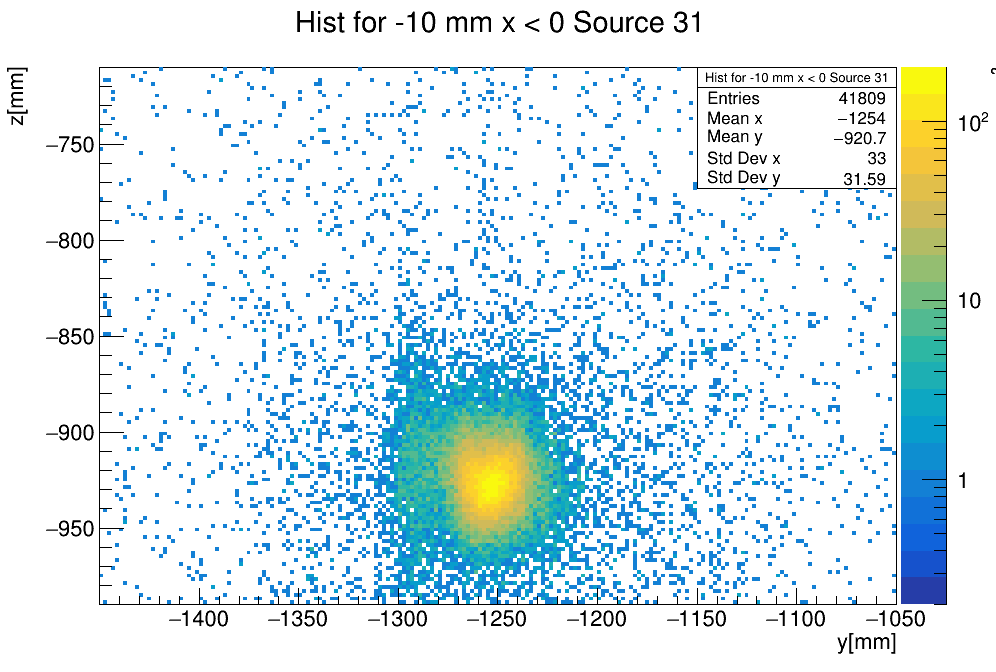 Hist for -10 mm x < 0 Source 31
z[mm]
Hist for -10 mm x < 0 Source 31
Entries 41809
Mean x −1254
Mean y −920.7
Std Dev x 33
Std Dev y 31.59
−750
−800
−850
−900
−950
10²
10
1
−1400 −1350 −1300 −1250 −1200 −1150 −1100 −1050
y[mm]